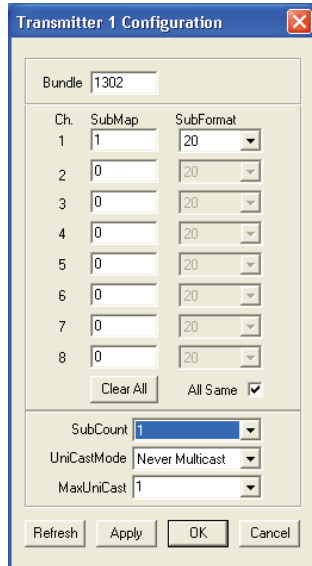 Transmitter 1 Configuration
Bundle 1302
Ch. SubMap SubFormat
1 1 20
2 0 20
3 0 20
4 0 20
5 0 20
6 0 20
7 0 20
8 0 20
Clear All All Same
SubCount 1
UniCastMode Never Multicast
MaxUniCast 1
Refresh Apply OK Cancel